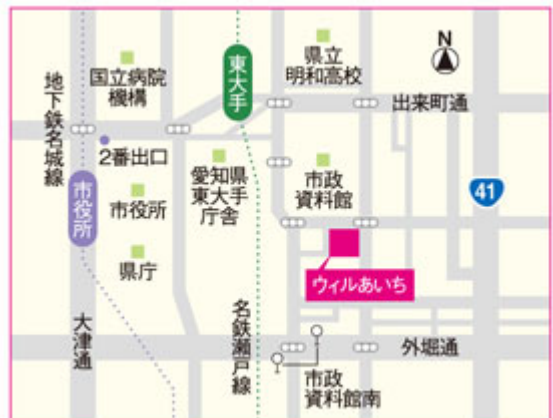 国立病院
機構
東大手
県立
明和高校
N
地下鉄名城線
出来町通
2番出口
市役所
市役所
愛知県
東大手
庁舎
市政
資料館
41
県庁
ウィルあいち
大津通
名鉄瀬戸線
外堀通
市政
資料館南